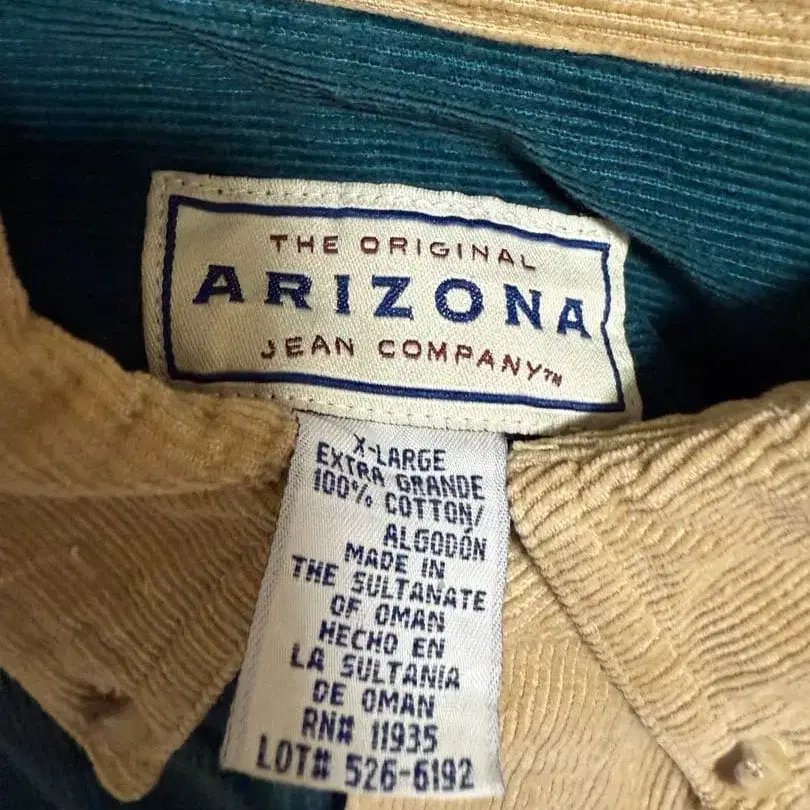 THE ORIGINAL
ARIZONA
JEAN COMPANY™
X-LARGE
EXTRA GRANDE
100% COTTON/
ALGODÓN
MADE IN
THE SULTANATE
OF OMAN
HECHO EN
LA SULTANIA
DE OMAN
RN# 11935
LOT# 526-6192